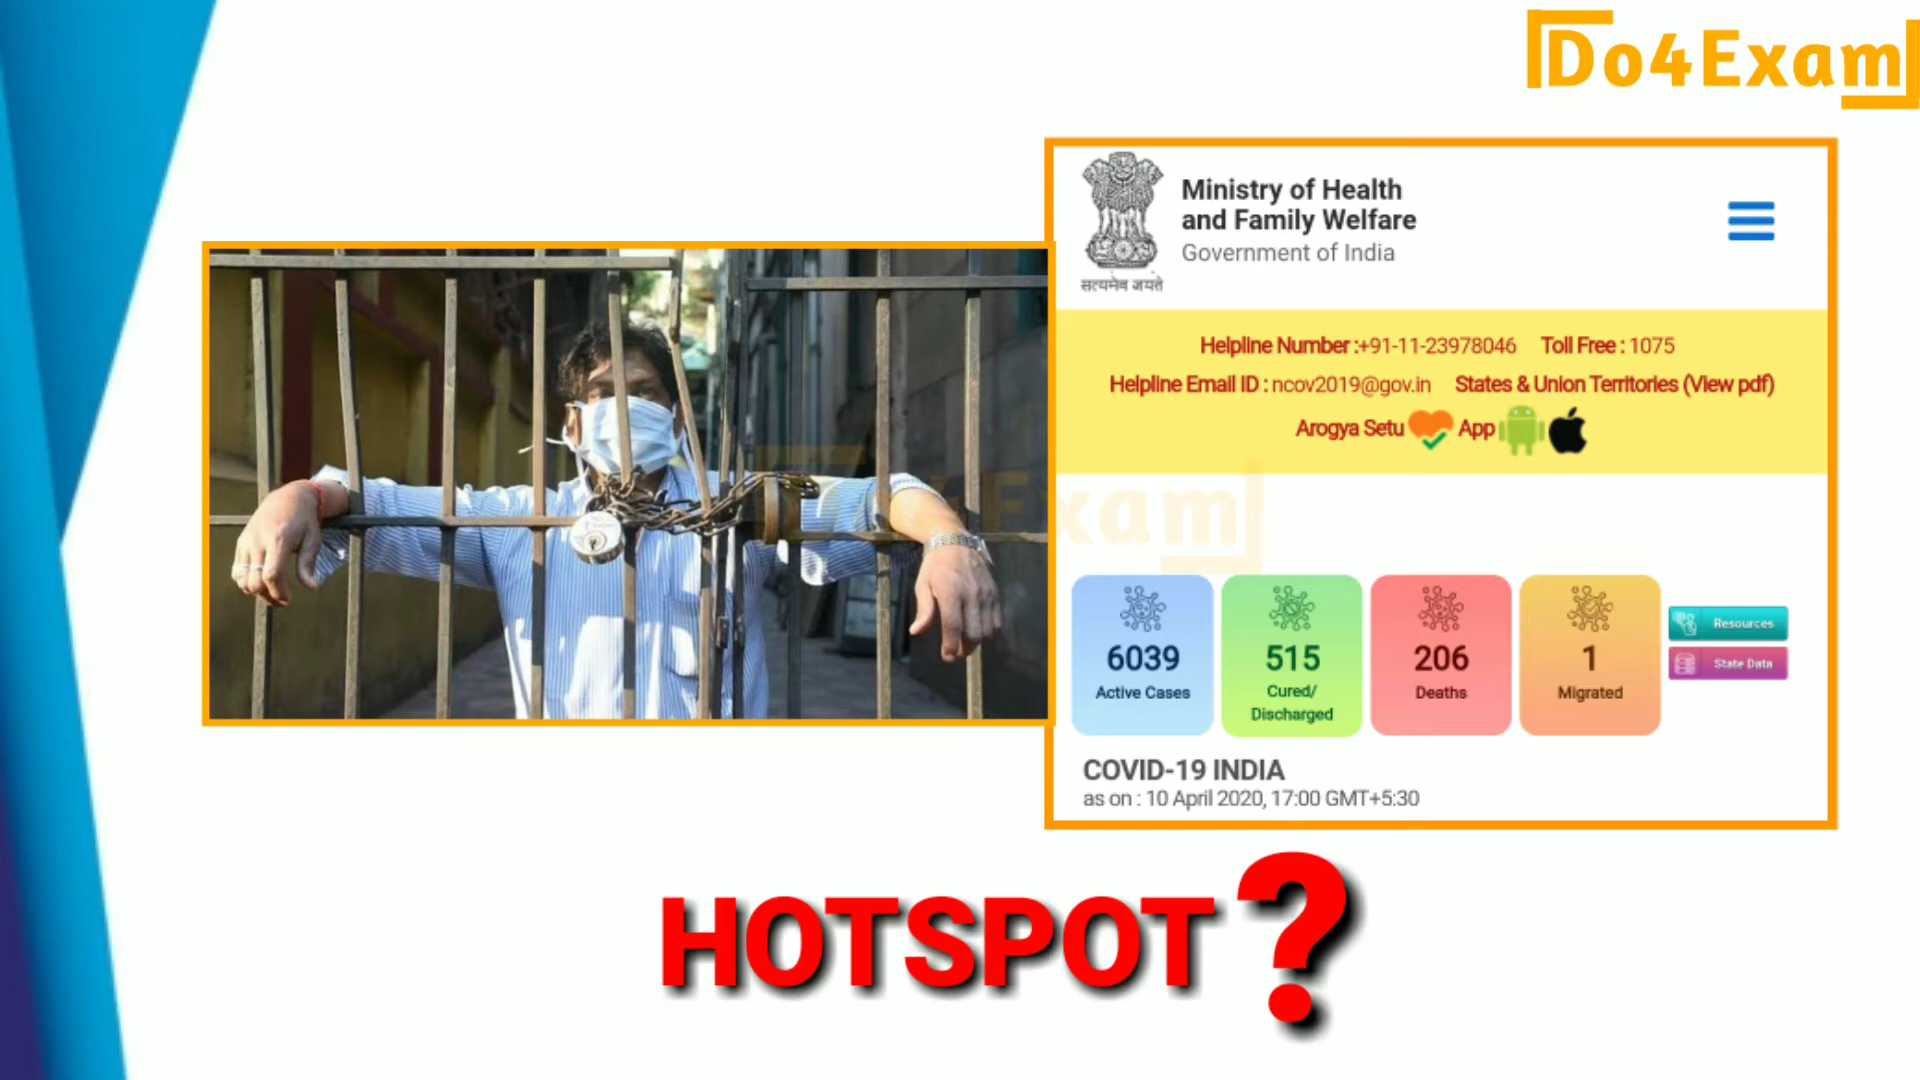 Do4Exam
Ministry of Health
and Family Welfare
Government of India
सत्यमेव जयते
Helpline Number :+91-11-23978046 Toll Free : 1075
Helpline Email ID : ncov2019@gov.in States & Union Territories (View pdf)
Arogya Setu App
Do4Exam
6039
Active Cases
515
Cured/
Discharged
206
Deaths
1
Migrated
Resources
State Data
COVID-19 INDIA
as on : 10 April 2020, 17:00 GMT+5:30
HOTSPOT?